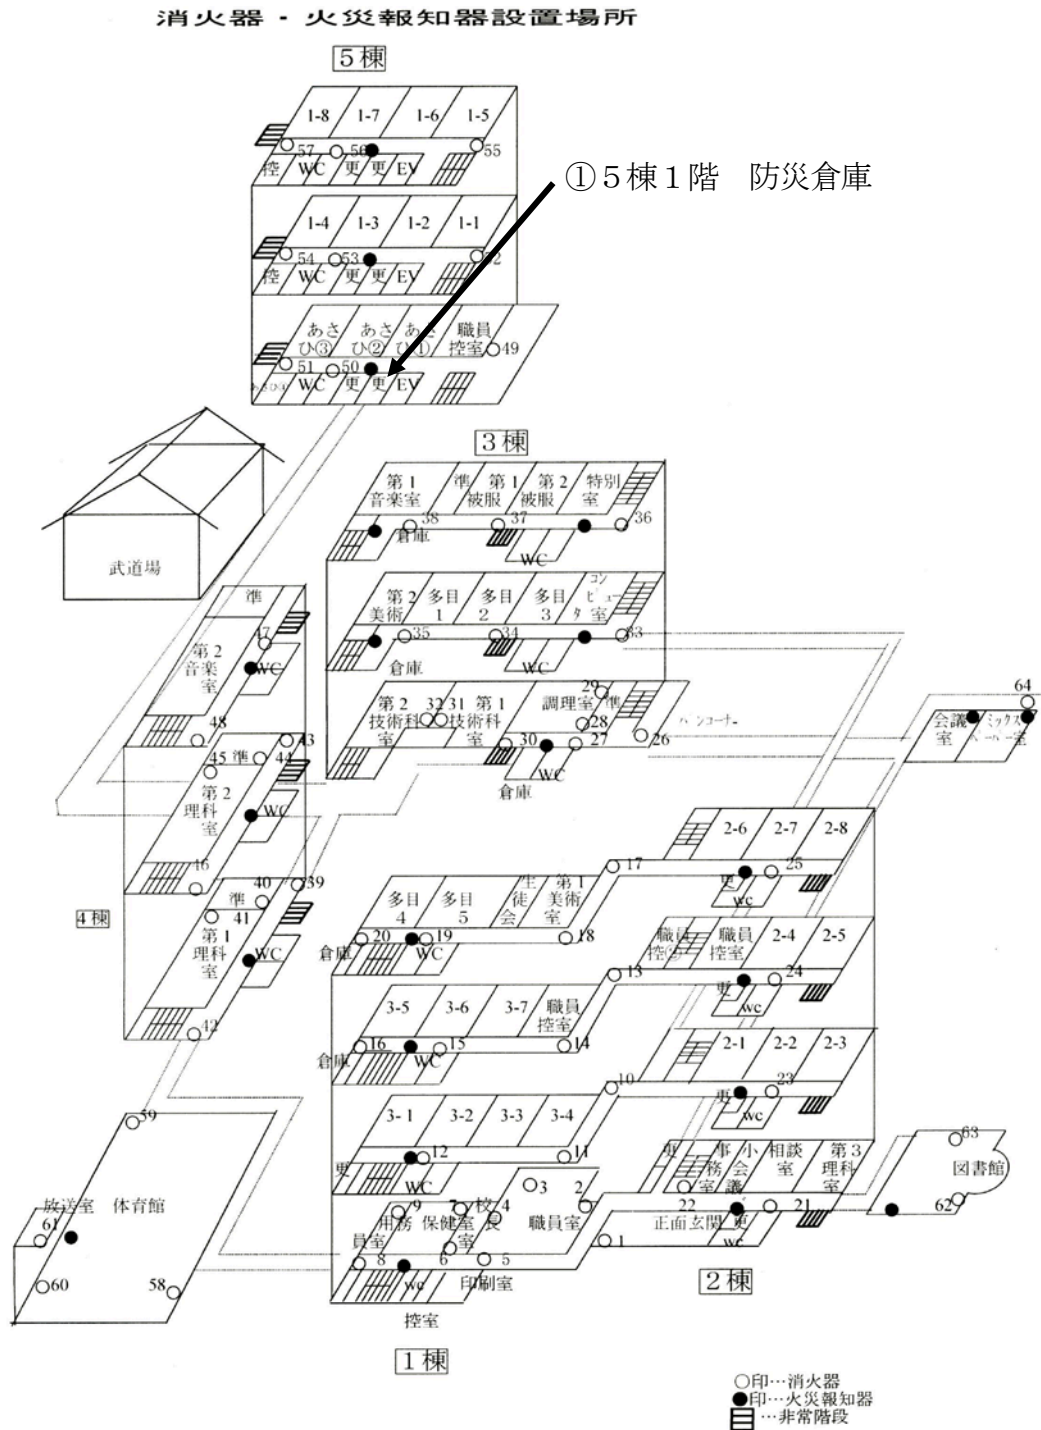 消火器・火災報知器設置場所
5棟
1-8 1-7 1-6 1-5
57 56 55
控 WC 更 更 EV
①5棟1階 防災倉庫
1-4 1-3 1-2 1-1
54 53 52
控 WC 更 更 EV
あさひ③ あさひ② あさひ① 職員控室 49
51 50
WC 更 更 EV
3棟
第1音楽室 準 第1被服 第2被服 特別室
38 37 36
倉庫
WC
武道場
第2美術 多目1 多目2 多目3 コンピュータ室
35 34 33
倉庫 WC
準
47
第2音楽室 WC
48
第2技術科室 32 31 第1技術科室 調理室 29 準
28
30 27 26
WC
倉庫
64
会議室
43
45 準 44
第2理科室 WC
46
4棟
40 39
準
41
第1理科室 WC
42
2-6 2-7 2-8
17 25
更
wc
多目4 多目5 生徒会 第1美術室
倉庫 20 19 WC 18
職員控② 職員控室 2-4 2-5
13 24
更
wc
3-5 3-6 3-7 職員控室
倉庫 16 15 WC 14
2-1 2-2 2-3
10 23
更
wc
3-1 3-2 3-3 3-4
12 11
更 WC
更 事務室 小会議 相談室 第3理科室
22 21
正面玄関 更
wc
63
図書館
62
59
放送室 体育館
61
60 58
用務員室 保健室 校長室 職員室
9 7 4 3 2
8 6 5 1
wc 印刷室
控室
2棟
1棟
○印…消火器
●印…火災報知器
…非常階段